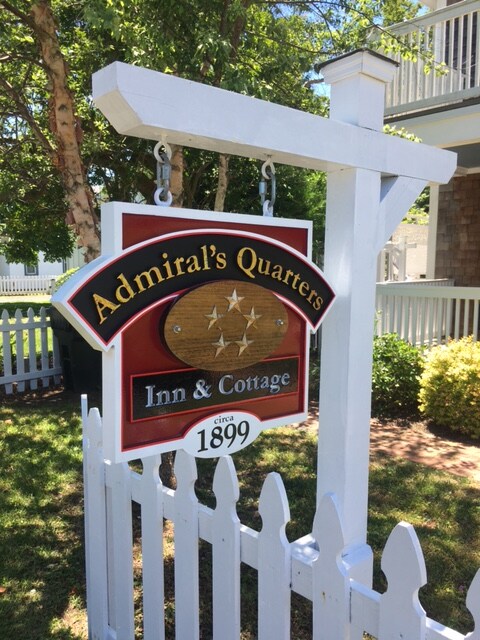 Admiral's Quarters
Inn & Cottage
circa
1899